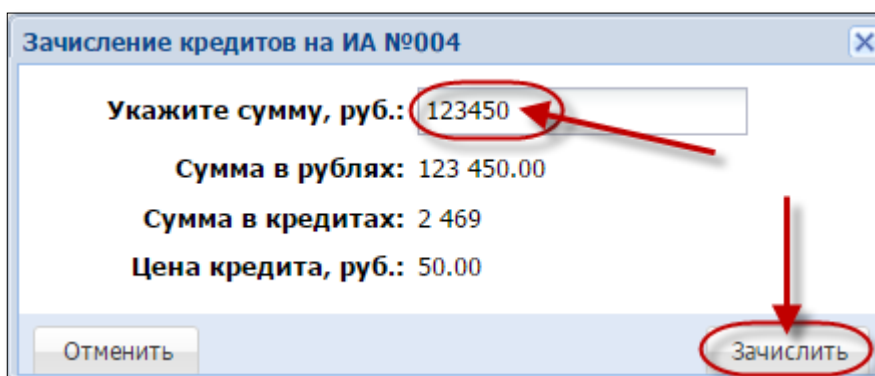 Зачисление кредитов на ИА №004
Укажите сумму, руб.: 123450
Сумма в рублях: 123 450.00
Сумма в кредитах: 2 469
Цена кредита, руб.: 50.00
Отменить Зачислить